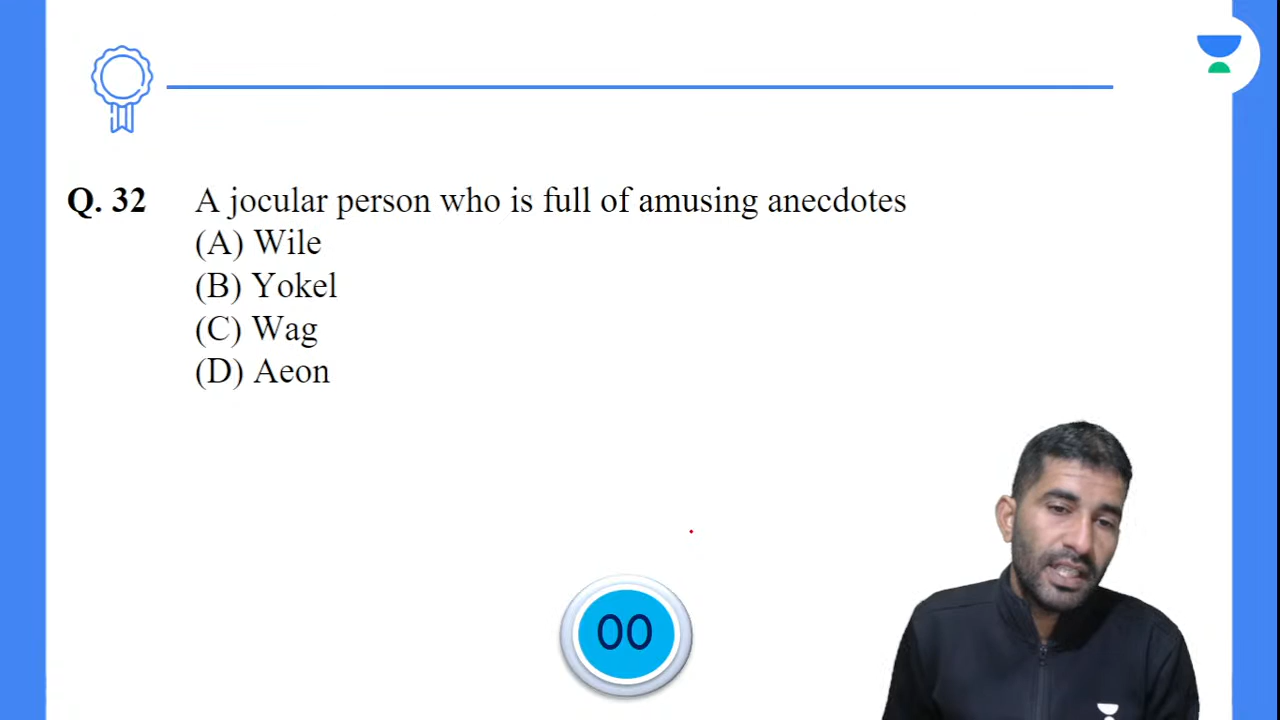 Q. 32 A jocular person who is full of amusing anecdotes
(A) Wile
(B) Yokel
(C) Wag
(D) Aeon
00